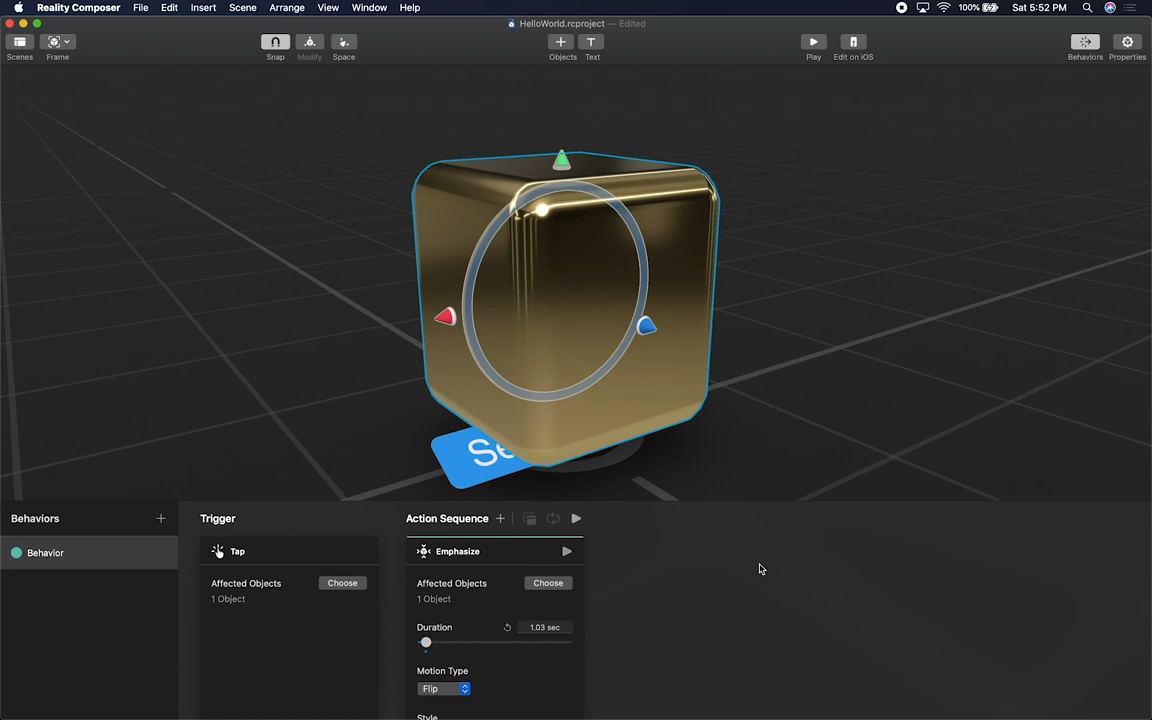 Reality Composer File Edit Insert Scene Arrange View Window Help 100% Sat 5:52 PM
HelloWorld.rcproject — Edited
Scenes Frame Snap Modify Space Objects Text Play Edit on iOS Behaviors Properties
Se
Behaviors Trigger Action Sequence
Behavior Tap Emphasize
Affected Objects Choose Affected Objects Choose
1 Object 1 Object
Duration 1.03 sec
Motion Type
Flip
Style